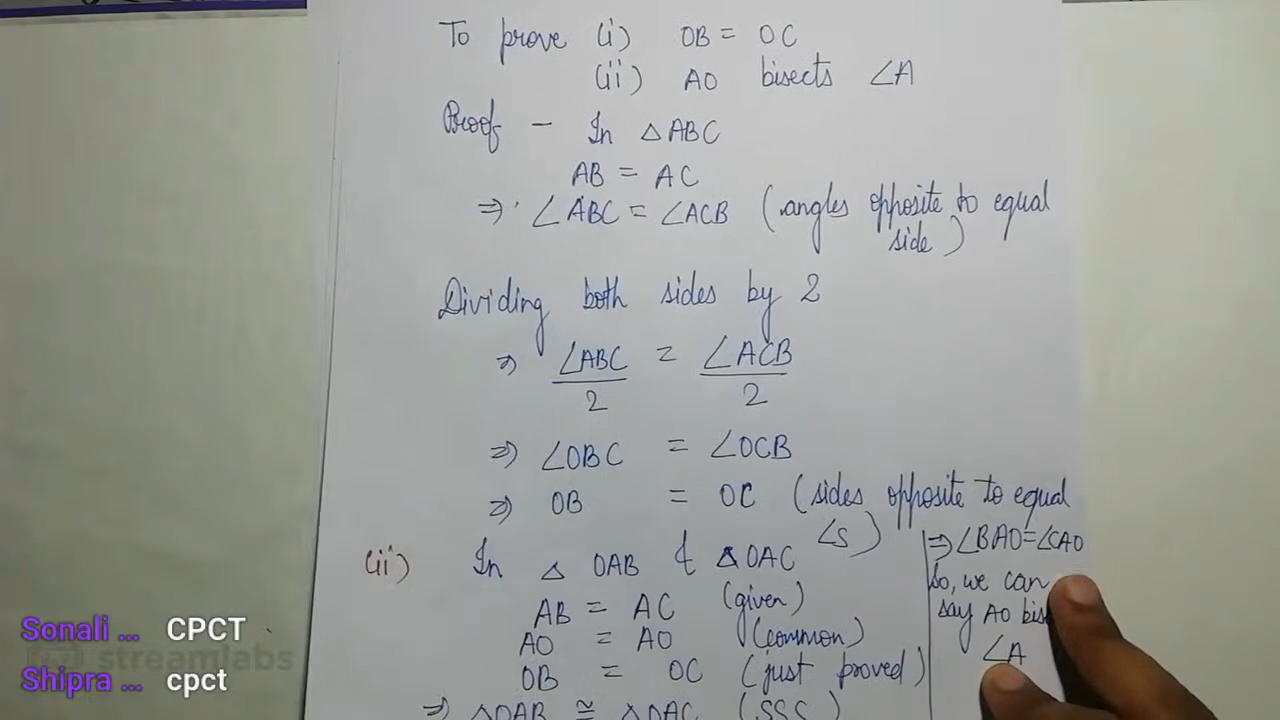 To prove (i) OB = OC
(ii) AO bisects ∠A
Proof - In △ABC
AB = AC
⇒ ∠ABC = ∠ACB (angles opposite to equal
side)
Dividing both sides by 2
⇒ ∠ABC/2 = ∠ACB/2
⇒ ∠OBC = ∠OCB
⇒ OB = OC (sides opposite to equal
∠S)
(ii) In △ OAB & △OAC
AB = AC (given)
AO = AO (common)
OB = OC (just proved)
⇒ △OAB ≅ △OAC (SSS)
⇒ ∠BAO = ∠CAO
So, we can
say AO
∠A
Sonali ... CPCT
streamlabs
Shipra ... cpct